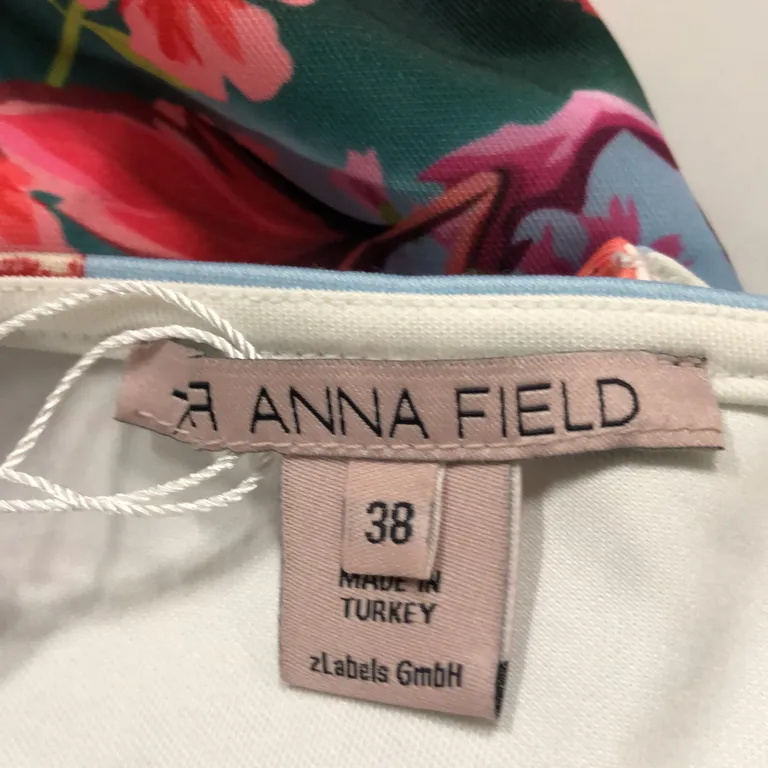 ANNA FIELD
38
MADE IN
TURKEY
zLabels GmbH